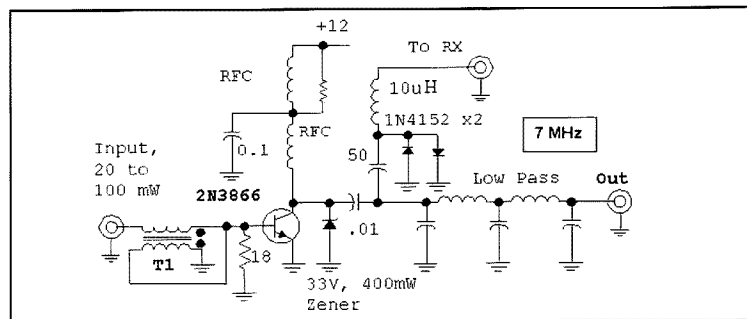 +12
To RX
RFC
10uH
1N4152 x2
7 MHz
RFC
Input,
20 to
100 mW
0.1
50
Low Pass
Out
2N3866
.01
T1
18
33V, 400mW
Zener